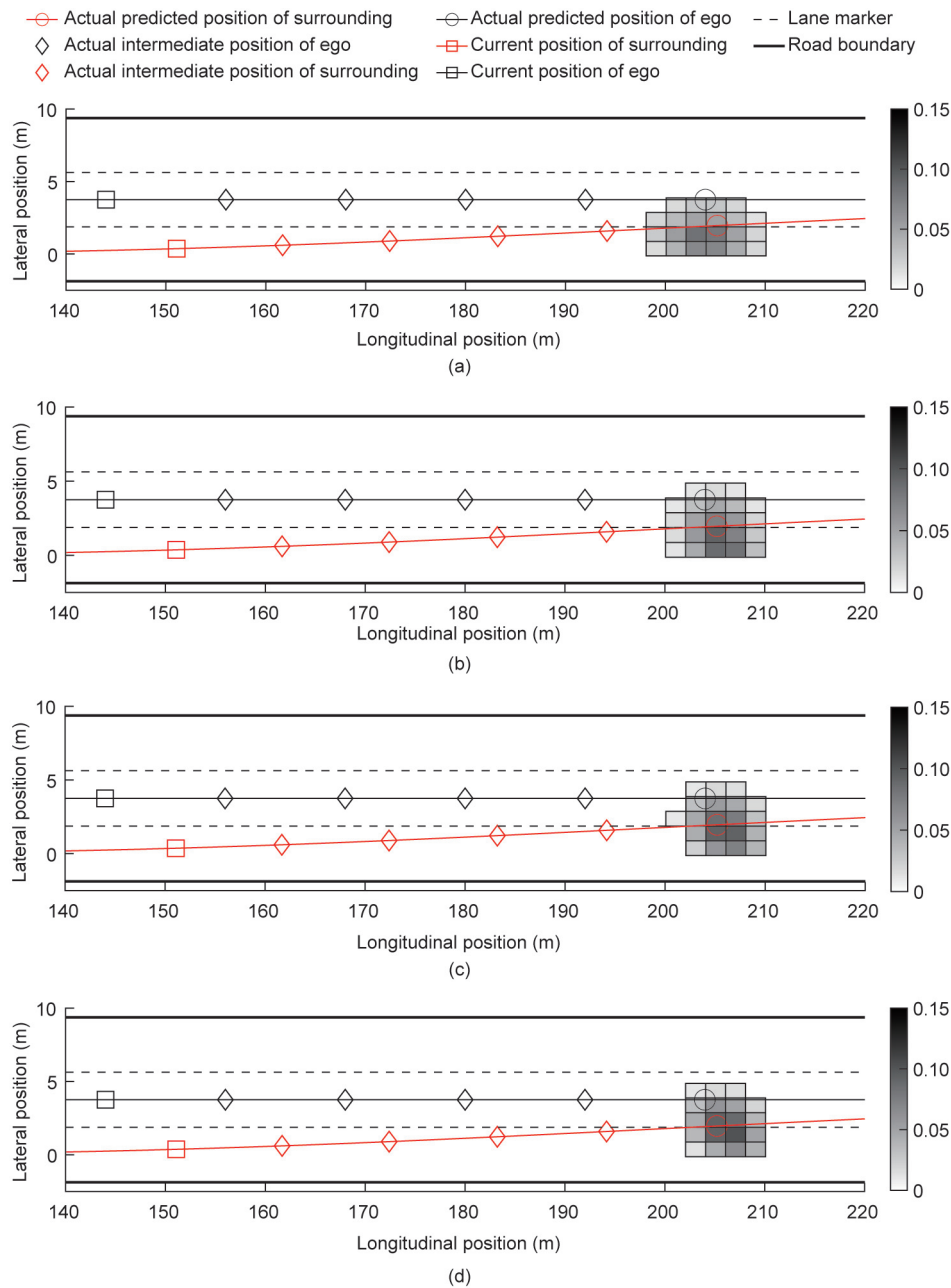 Actual predicted position of surrounding Actual predicted position of ego Lane marker
Actual intermediate position of ego Current position of surrounding Road boundary
Actual intermediate position of surrounding Current position of ego
10
5
0
Lateral position (m)
140 150 160 170 180 190 200 210 220
Longitudinal position (m)
0.15
0.10
0.05
0
(a)
10
5
0
Lateral position (m)
140 150 160 170 180 190 200 210 220
Longitudinal position (m)
0.15
0.10
0.05
0
(b)
10
5
0
Lateral position (m)
140 150 160 170 180 190 200 210 220
Longitudinal position (m)
0.15
0.10
0.05
0
(c)
10
5
0
Lateral position (m)
140 150 160 170 180 190 200 210 220
Longitudinal position (m)
0.15
0.10
0.05
0
(d)